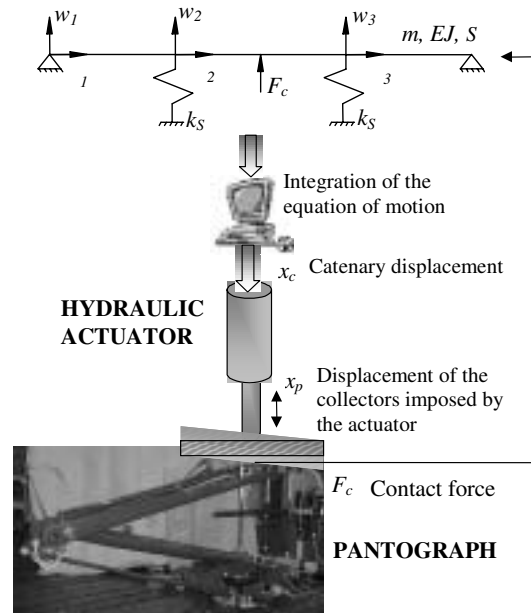 w1 w2 w3 m, EJ, S
1 2 3
Fc
kS kS
Integration of the
equation of motion
xc Catenary displacement
HYDRAULIC
ACTUATOR
xp Displacement of the
collectors imposed by
the actuator
Fc Contact force
PANTOGRAPH